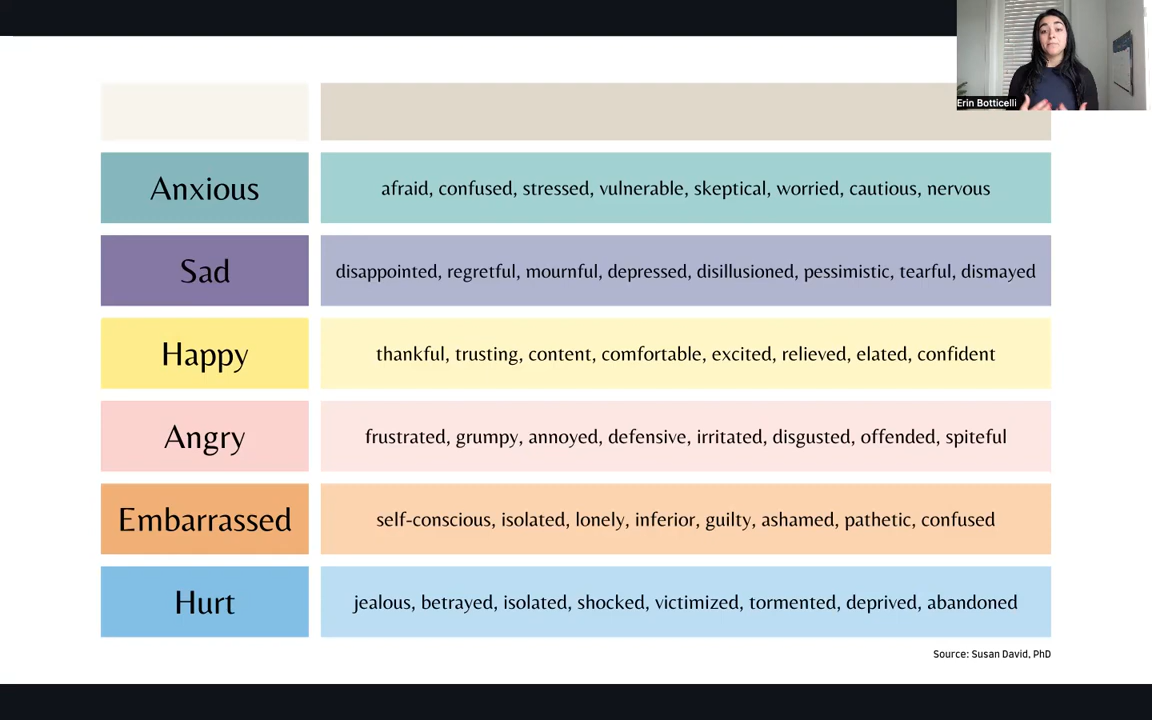 Erin Botticelli
Anxious
afraid, confused, stressed, vulnerable, skeptical, worried, cautious, nervous
Sad
disappointed, regretful, mournful, depressed, disillusioned, pessimistic, tearful, dismayed
Happy
thankful, trusting, content, comfortable, excited, relieved, elated, confident
Angry
frustrated, grumpy, annoyed, defensive, irritated, disgusted, offended, spiteful
Embarrassed
self-conscious, isolated, lonely, inferior, guilty, ashamed, pathetic, confused
Hurt
jealous, betrayed, isolated, shocked, victimized, tormented, deprived, abandoned
Source: Susan David, PhD